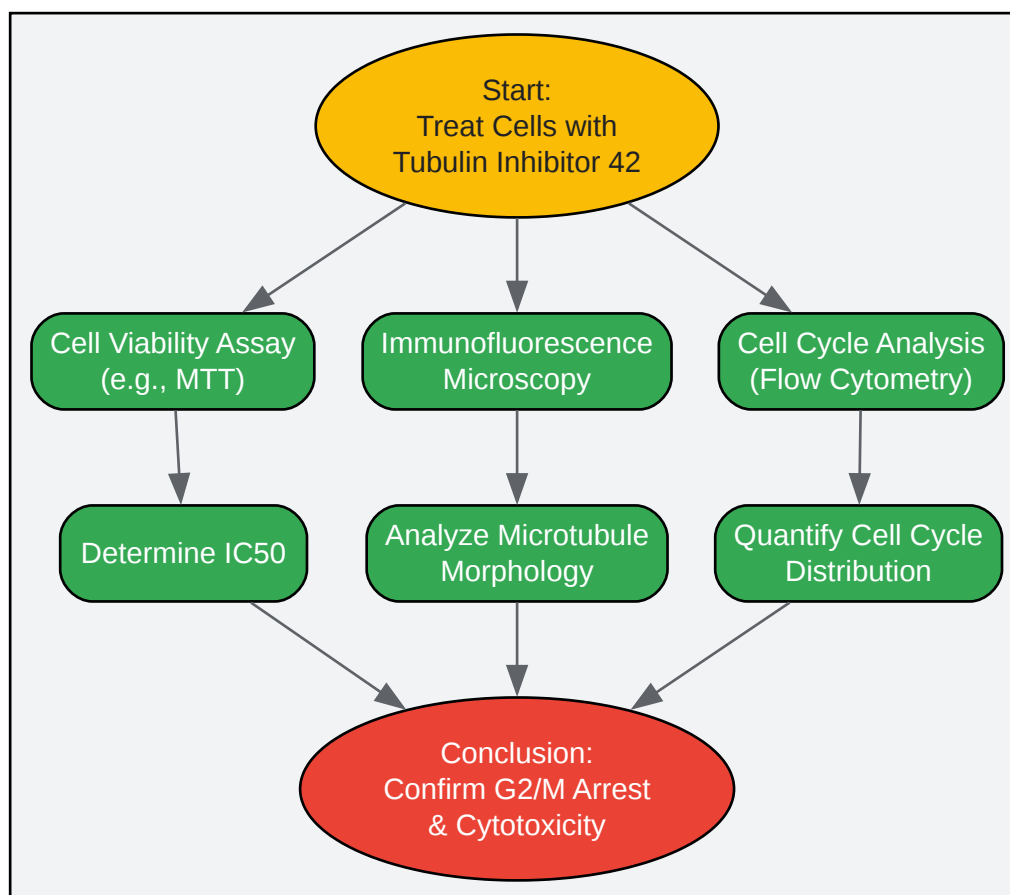 Start:
Treat Cells with
Tubulin Inhibitor 42
Cell Viability Assay
(e.g., MTT)
Immunofluorescence
Microscopy
Cell Cycle Analysis
(Flow Cytometry)
Determine IC50
Analyze Microtubule
Morphology
Quantify Cell Cycle
Distribution
Conclusion:
Confirm G2/M Arrest
& Cytotoxicity